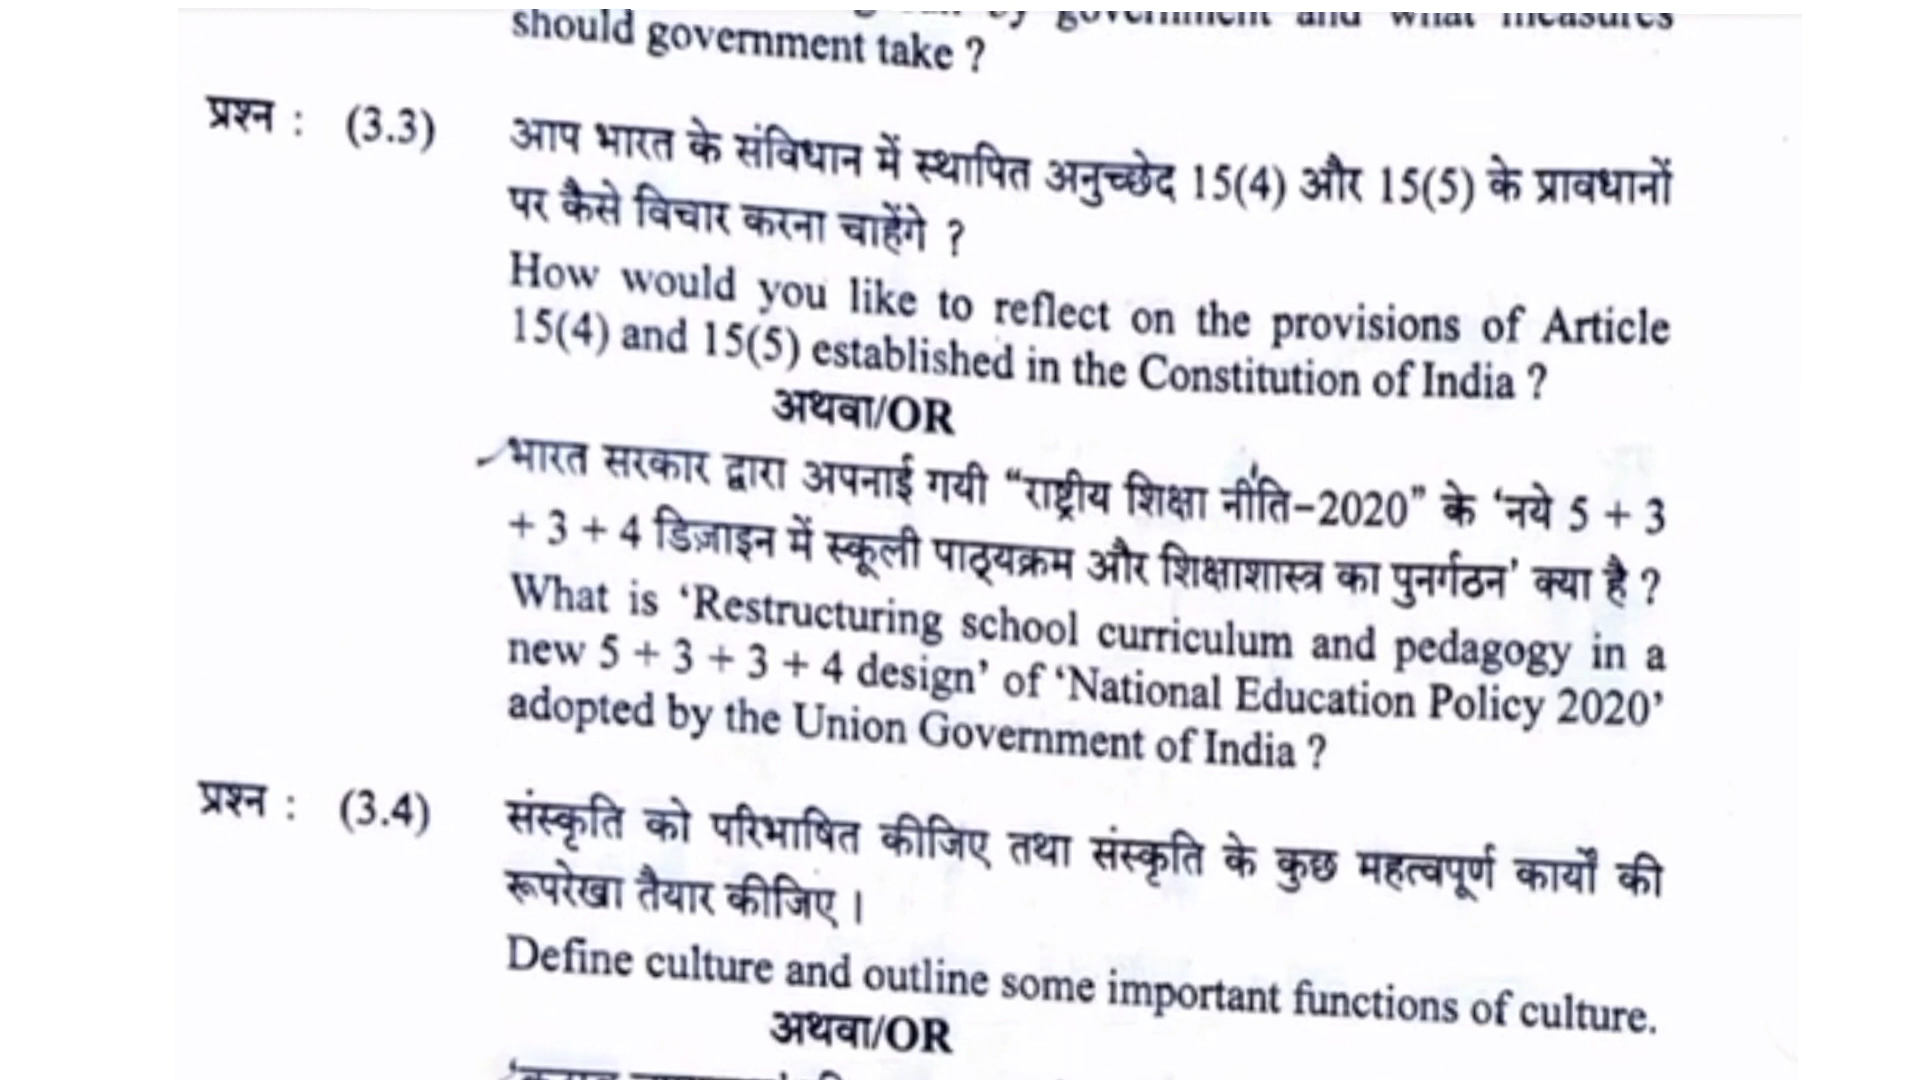 by government and what measures
should government take ?
प्रश्न : (3.3) आप भारत के संविधान में स्थापित अनुच्छेद 15(4) और 15(5) के प्रावधानों
पर कैसे विचार करना चाहेंगे ?
How would you like to reflect on the provisions of Article
15(4) and 15(5) established in the Constitution of India ?
अथवा/OR
भारत सरकार द्वारा अपनाई गयी “राष्ट्रीय शिक्षा नीति–2020” के ‘नये 5 + 3
+ 3 + 4 डिज़ाइन में स्कूली पाठ्यक्रम और शिक्षाशास्त्र का पुनर्गठन’ क्या है ?
What is ‘Restructuring school curriculum and pedagogy in a
new 5 + 3 + 3 + 4 design’ of ‘National Education Policy 2020’
adopted by the Union Government of India ?
प्रश्न : (3.4) संस्कृति को परिभाषित कीजिए तथा संस्कृति के कुछ महत्वपूर्ण कार्यों की
रूपरेखा तैयार कीजिए ।
Define culture and outline some important functions of culture.
अथवा/OR